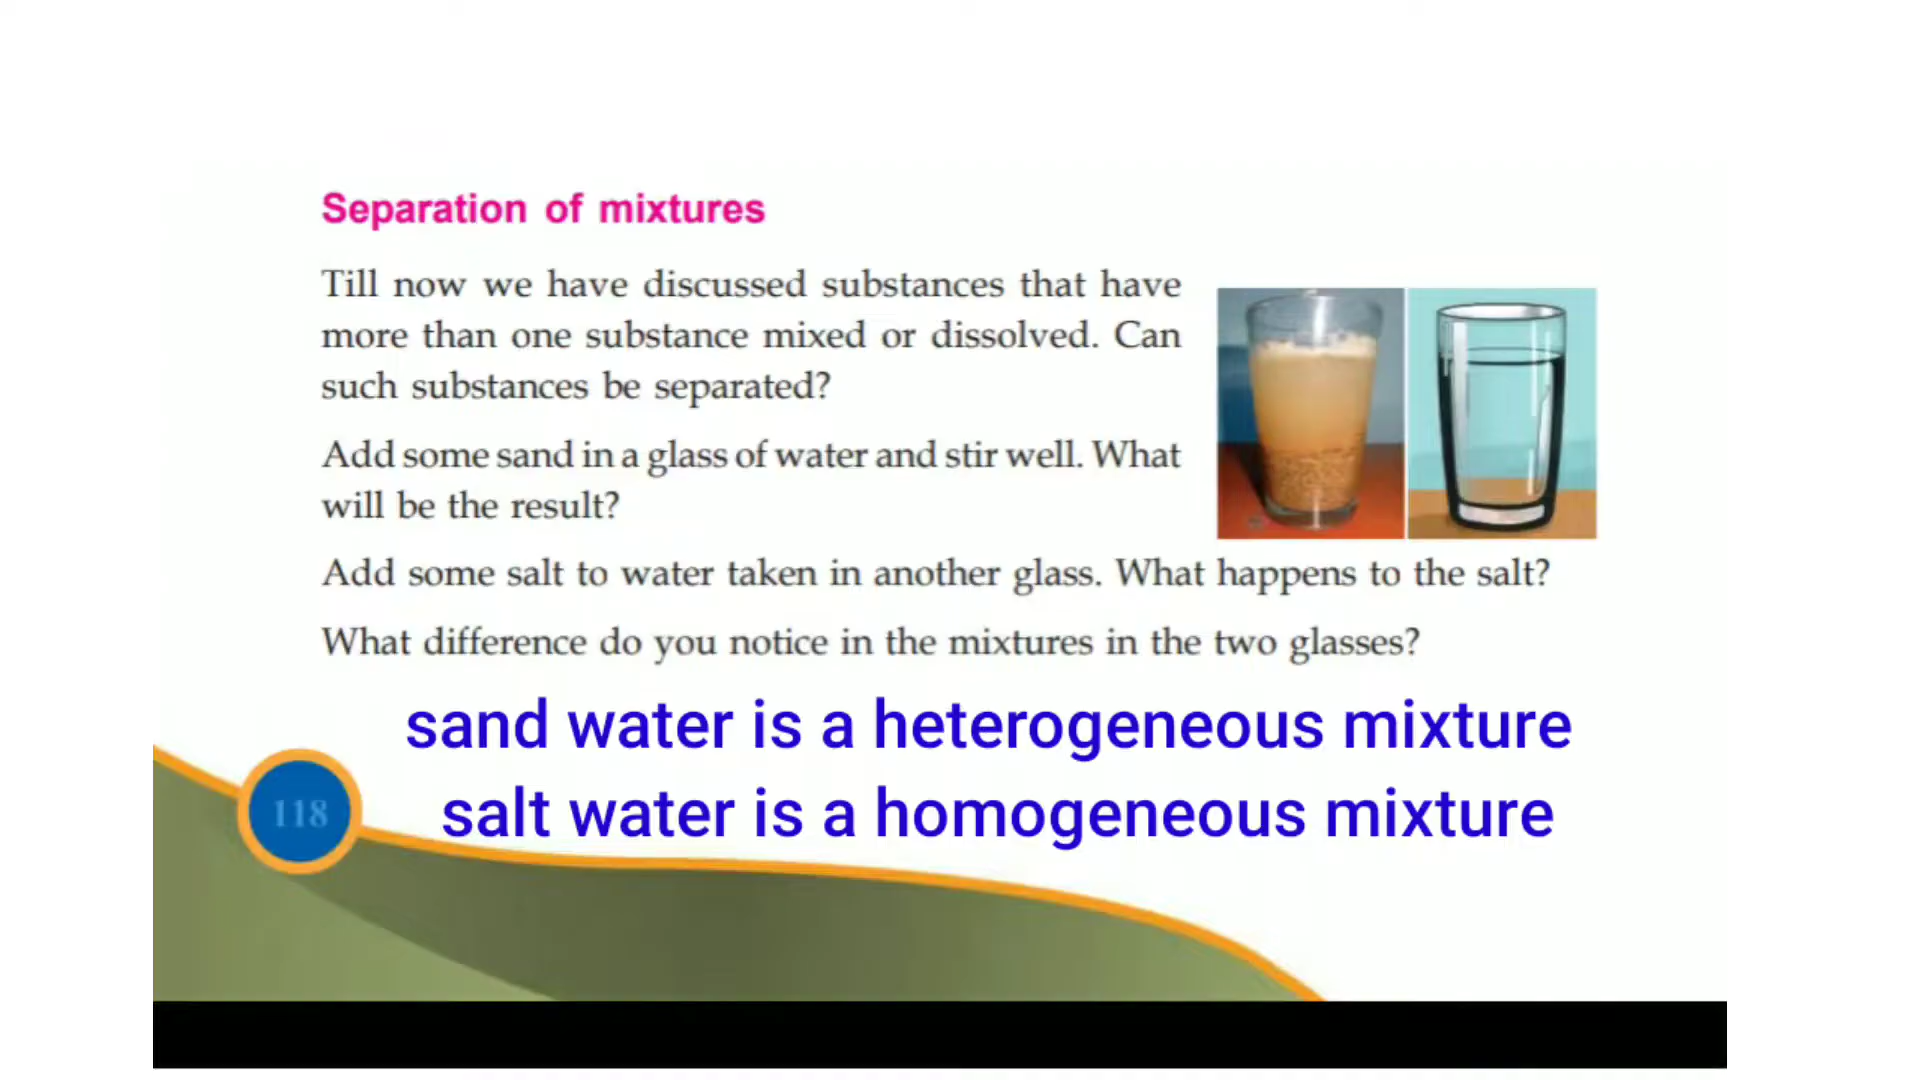 Separation of mixtures
Till now we have discussed substances that have
more than one substance mixed or dissolved. Can
such substances be separated?
Add some sand in a glass of water and stir well. What
will be the result?
Add some salt to water taken in another glass. What happens to the salt?
What difference do you notice in the mixtures in the two glasses?
sand water is a heterogeneous mixture
salt water is a homogeneous mixture
118